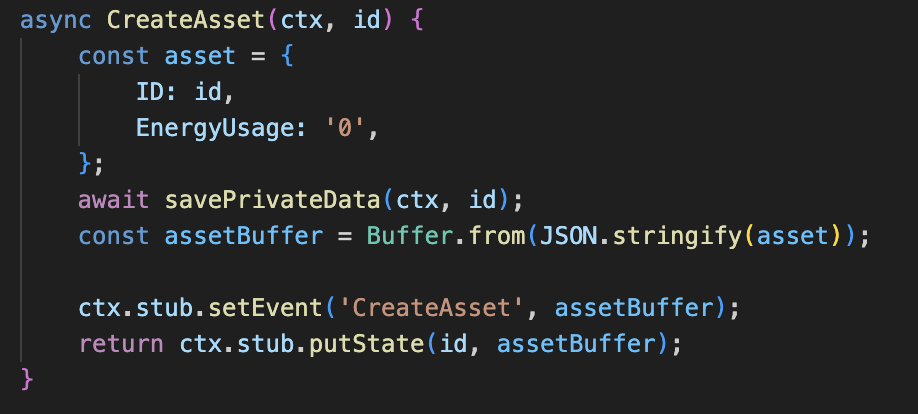 async CreateAsset(ctx, id) {
    const asset = {
        ID: id,
        EnergyUsage: '0',
    };
    await savePrivateData(ctx, id);
    const assetBuffer = Buffer.from(JSON.stringify(asset));

    ctx.stub.setEvent('CreateAsset', assetBuffer);
    return ctx.stub.putState(id, assetBuffer);
}